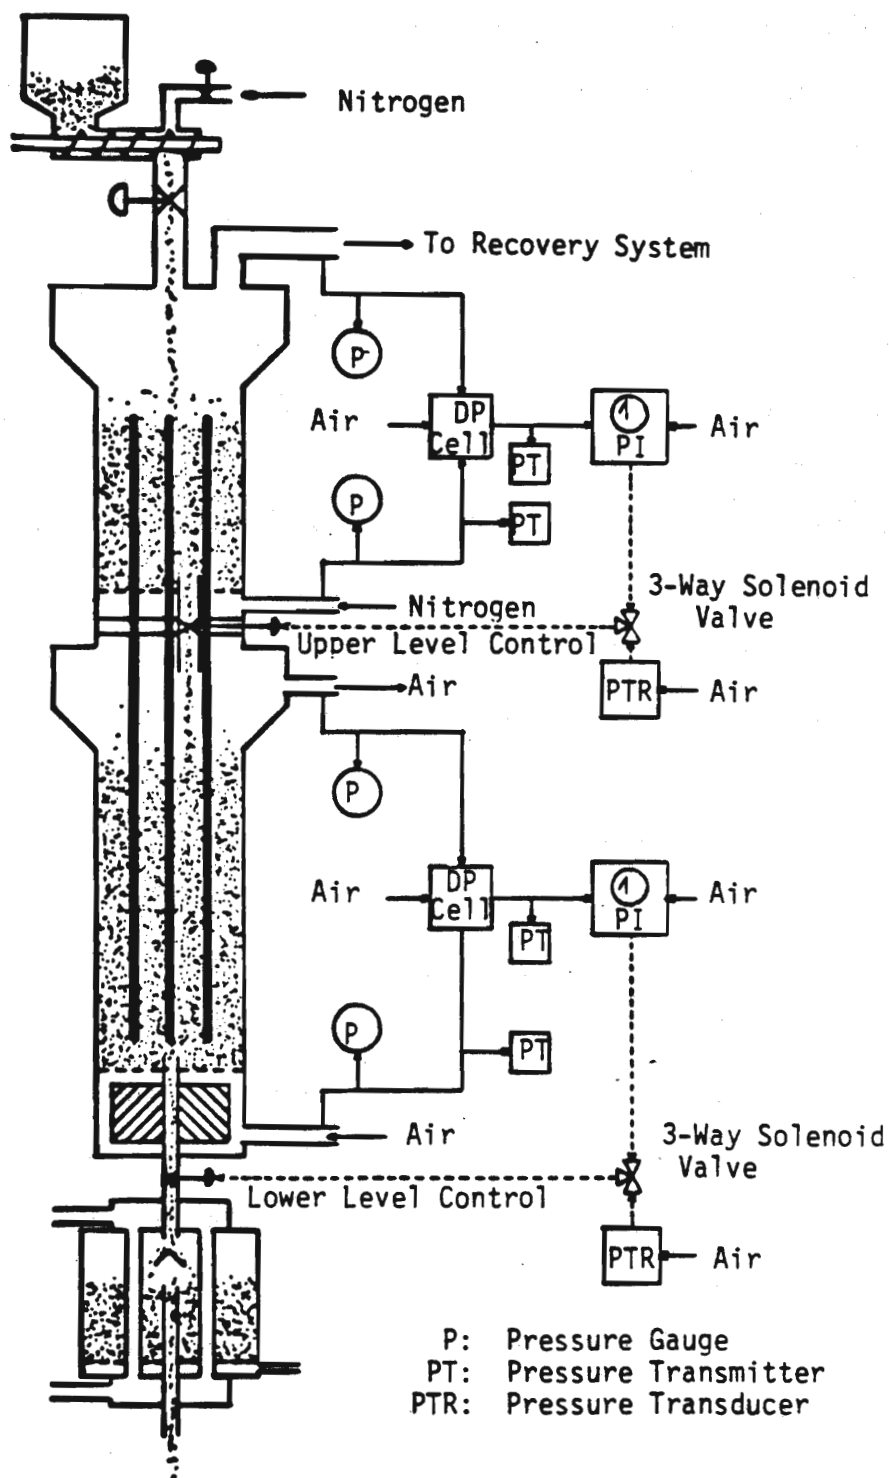 Nitrogen
To Recovery System
P
Air
DP
Cell
PT
PI
Air
P
PT
3-Way Solenoid
Valve
Nitrogen
Upper Level Control
Air
PTR
Air
P
Air
DP
Cell
PT
PI
Air
P
PT
Air
3-Way Solenoid
Valve
Lower Level Control
PTR
Air
P: Pressure Gauge
PT: Pressure Transmitter
PTR: Pressure Transducer